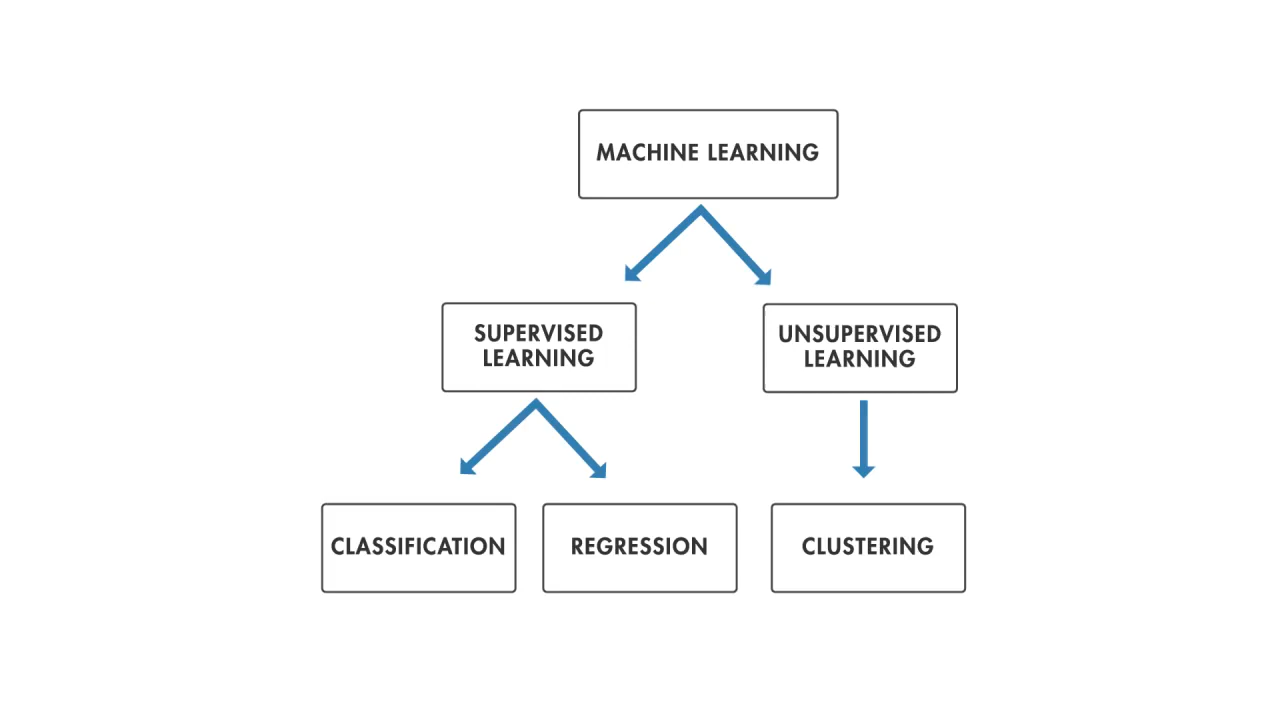 MACHINE LEARNING
SUPERVISED
LEARNING
UNSUPERVISED
LEARNING
CLASSIFICATION
REGRESSION
CLUSTERING